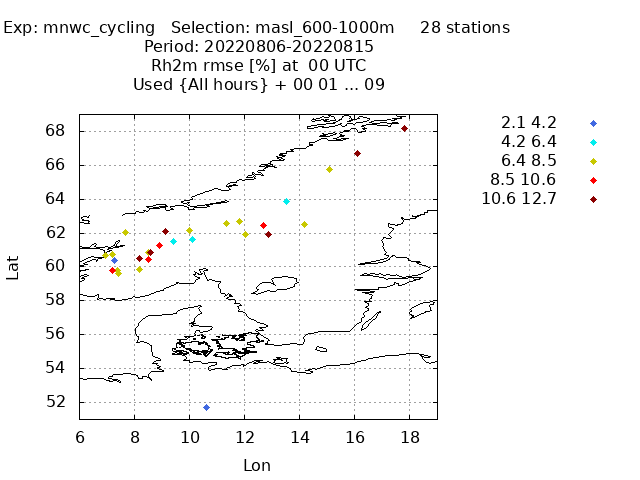 Exp: mnwc_cycling   Selection: masl_600-1000m     28 stations
Period: 20220806-20220815
Rh2m rmse [%] at  00 UTC
Used {All hours} + 00 01 ... 09
2.1 4.2
4.2 6.4
6.4 8.5
8.5 10.6
10.6 12.7
68
66
64
62
60
58
56
54
52
Lat
6 8 10 12 14 16 18
Lon